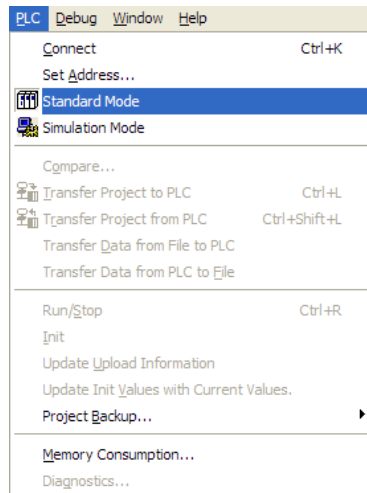 PLC Debug Window Help
Connect Ctrl+K
Set Address...
Standard Mode
Simulation Mode
Compare...
Transfer Project to PLC Ctrl+L
Transfer Project from PLC Ctrl+Shift+L
Transfer Data from File to PLC
Transfer Data from PLC to File
Run/Stop Ctrl+R
Init
Update Upload Information
Update Init Values with Current Values.
Project Backup...
Memory Consumption...
Diagnostics...